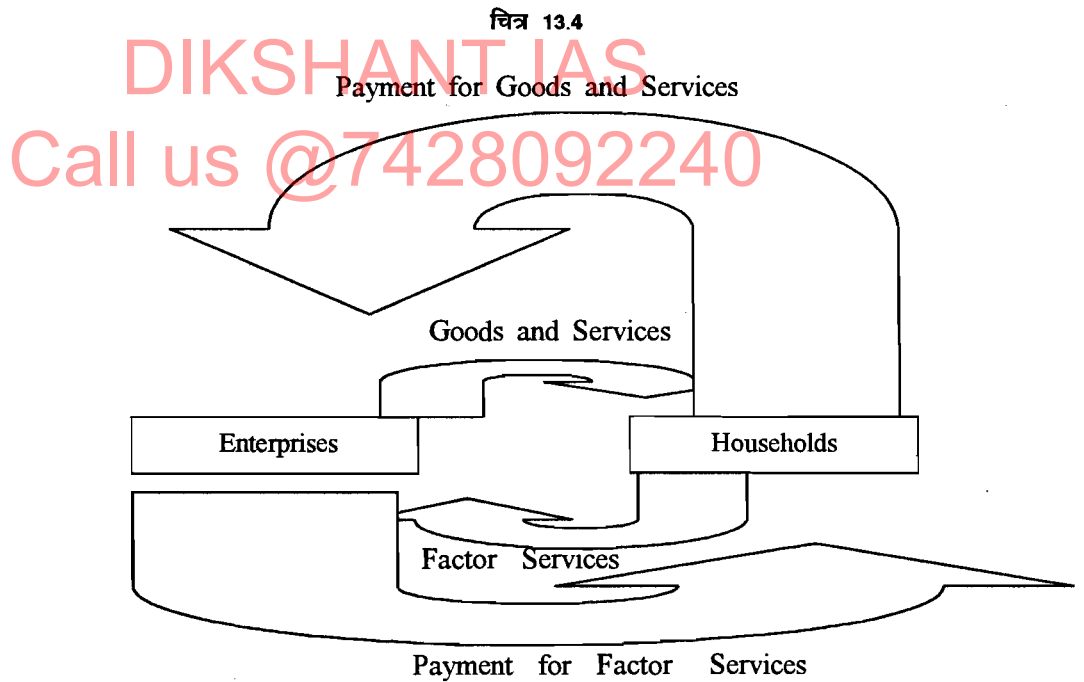 चित्र 13.4
DIKSHANT IAS
Payment for Goods and Services
Call us @7428092240
Goods and Services
Enterprises
Households
Factor Services
Payment for Factor Services